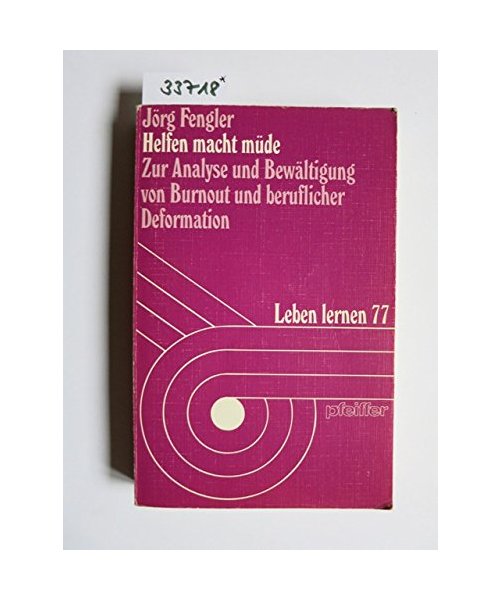 33718*
Jörg Fengler
Helfen macht müde
Zur Analyse und Bewältigung
von Burnout und beruflicher
Deformation
Leben lernen 77
pfeiffer